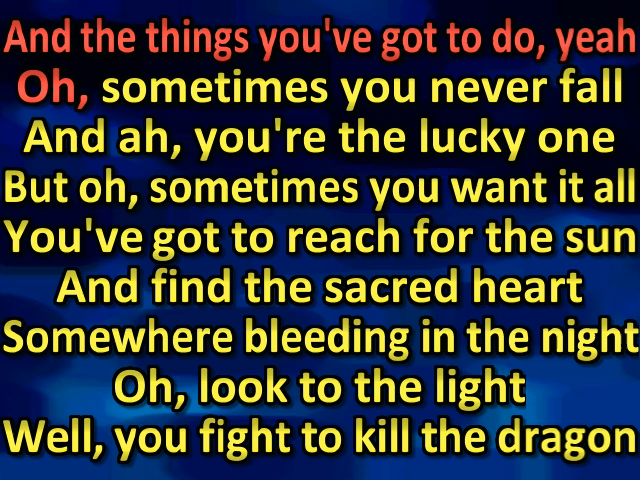 And the things you've got to do, yeah
Oh, sometimes you never fall
And ah, you're the lucky one
But oh, sometimes you want it all
You've got to reach for the sun
And find the sacred heart
Somewhere bleeding in the night
Oh, look to the light
Well, you fight to kill the dragon